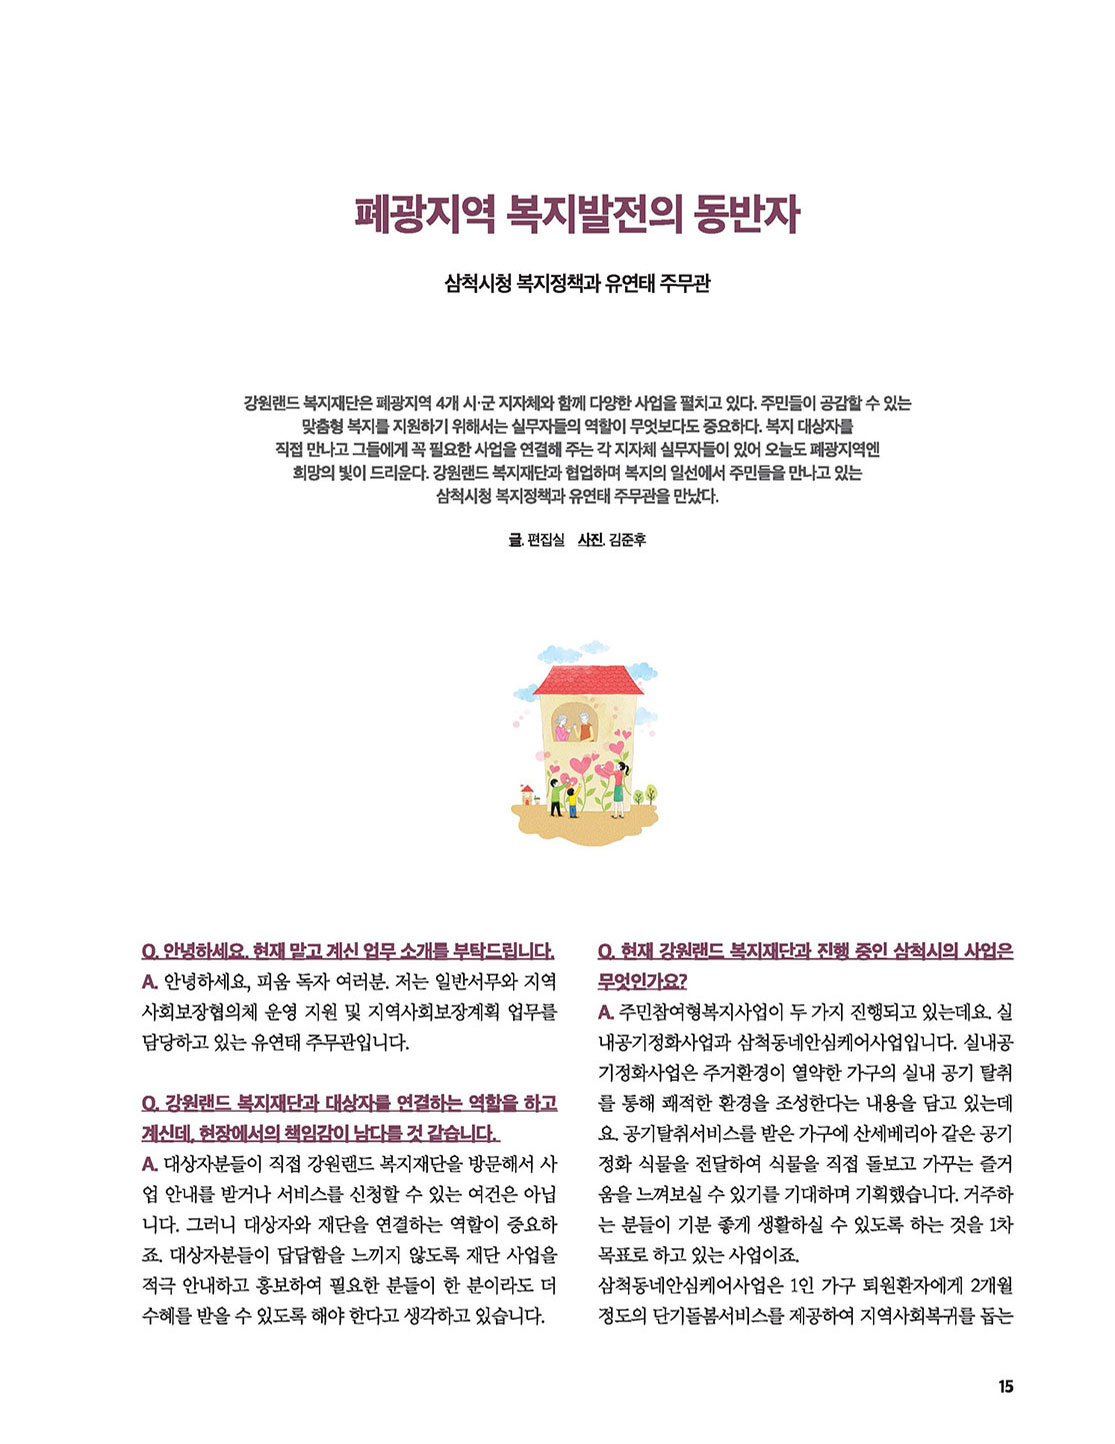 폐광지역 복지발전의 동반자
삼척시청 복지정책과 유연태 주무관
강원랜드 복지재단은 폐광지역 4개 시·군 지자체와 함께 다양한 사업을 펼치고 있다. 주민들이 공감할 수 있는
맞춤형 복지를 지원하기 위해서는 실무자들의 역할이 무엇보다도 중요하다. 복지 대상자를
직접 만나고 그들에게 꼭 필요한 사업을 연결해 주는 각 지자체 실무자들이 있어 오늘도 폐광지역엔
희망의 빛이 드리운다. 강원랜드 복지재단과 협업하며 복지의 일선에서 주민들을 만나고 있는
삼척시청 복지정책과 유연태 주무관을 만났다.
글. 편집실 사진. 김준후
Q. 안녕하세요. 현재 맡고 계신 업무 소개를 부탁드립니다.
A. 안녕하세요, 피움 독자 여러분. 저는 일반서무와 지역
사회보장협의체 운영 지원 및 지역사회보장계획 업무를
담당하고 있는 유연태 주무관입니다.
Q. 강원랜드 복지재단과 대상자를 연결하는 역할을 하고
계신데, 현장에서의 책임감이 남다를 것 같습니다.
A. 대상자분들이 직접 강원랜드 복지재단을 방문해서 사
업 안내를 받거나 서비스를 신청할 수 있는 여건은 아닙
니다. 그러니 대상자와 재단을 연결하는 역할이 중요하
죠. 대상자분들이 답답함을 느끼지 않도록 재단 사업을
적극 안내하고 홍보하여 필요한 분들이 한 분이라도 더
수혜를 받을 수 있도록 해야 한다고 생각하고 있습니다.
Q. 현재 강원랜드 복지재단과 진행 중인 삼척시의 사업은
무엇인가요?
A. 주민참여형복지사업이 두 가지 진행되고 있는데요. 실
내공기정화사업과 삼척동네안심케어사업입니다. 실내공
기정화사업은 주거환경이 열악한 가구의 실내 공기 탈취
를 통해 쾌적한 환경을 조성한다는 내용을 담고 있는데
요. 공기탈취서비스를 받은 가구에 산세베리아 같은 공기
정화 식물을 전달하여 식물을 직접 돌보고 가꾸는 즐거
움을 느껴보실 수 있기를 기대하며 기획했습니다. 거주하
는 분들이 기분 좋게 생활하실 수 있도록 하는 것을 1차
목표로 하고 있는 사업이죠.
삼척동네안심케어사업은 1인 가구 퇴원환자에게 2개월
정도의 단기돌봄서비스를 제공하여 지역사회복귀를 돕는
15